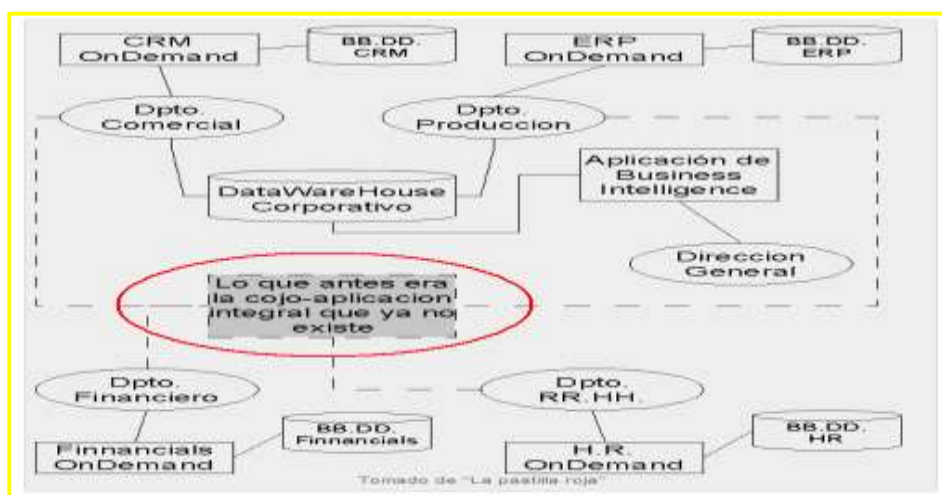 CRM
OnDemand
BB.DD.
CRM
ERP
OnDemand
BB.DD.
ERP
Dpto.
Comercial
Dpto.
Produccion
Aplicación de
Business
Intelligence
DataWareHouse
Corporativo
Direccion
General
Lo que antes era
la cojo-aplicacion
integral que ya no
existe
Dpto.
Financiero
Dpto.
RR.HH.
BB.DD.
Finnancials
BB.DD.
HR
Finnancials
OnDemand
H.R.
OnDemand
Tomado de "La pastilla roja"